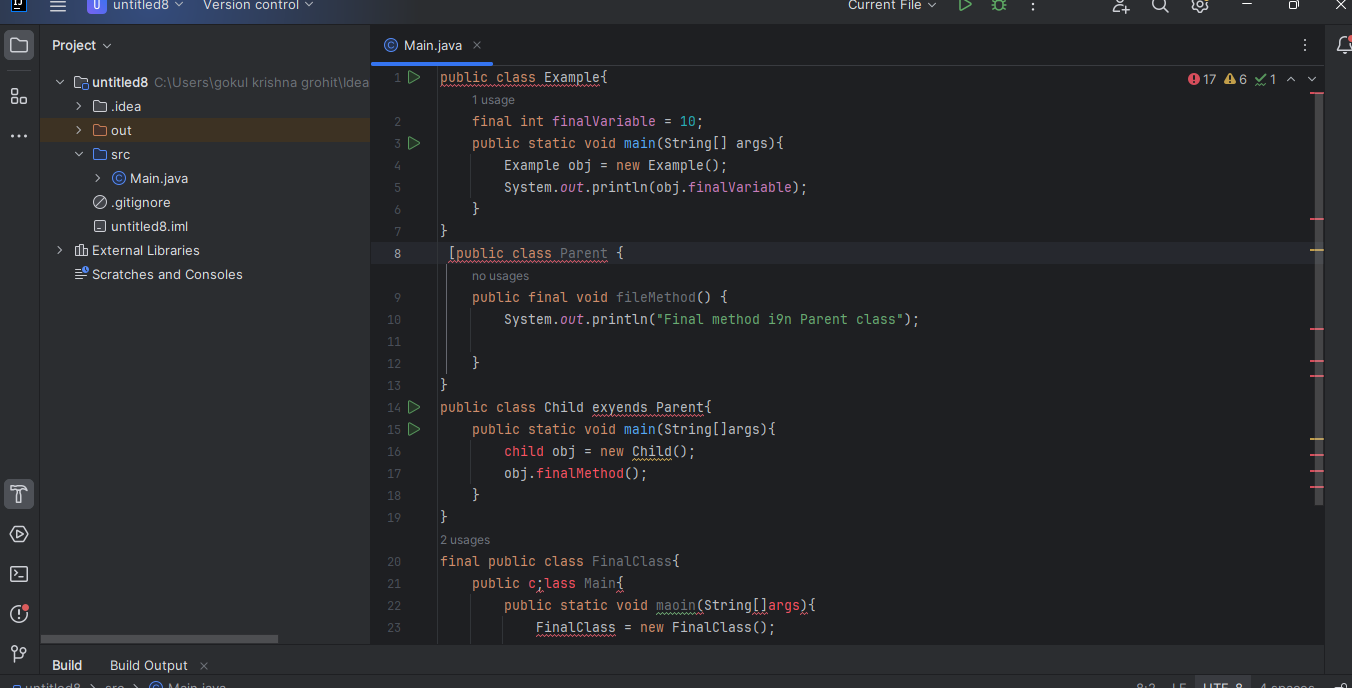 U untitled8 Version control Current File
Project
Main.java
untitled8 C:\Users\gokul krishna grohit\Idea
.idea
out
src
Main.java
.gitignore
untitled8.iml
External Libraries
Scratches and Consoles
17 6 1
1 public class Example{
1 usage
2 final int finalVariable = 10;
3 public static void main(String[] args){
4 Example obj = new Example();
5 System.out.println(obj.finalVariable);
6 }
7 }
8 [public class Parent {
no usages
9 public final void fileMethod() {
10 System.out.println("Final method i9n Parent class");
11
12 }
13 }
14 public class Child exyends Parent{
15 public static void main(String[]args){
16 child obj = new Child();
17 obj.finalMethod();
18 }
19 }
2 usages
20 final public class FinalClass{
21 public c;lass Main{
22 public static void maoin(String[]args){
23 FinalClass = new FinalClass();
Build Build Output
untitled8 > src > Main.java 8:2 LF UTF-8 4 spaces